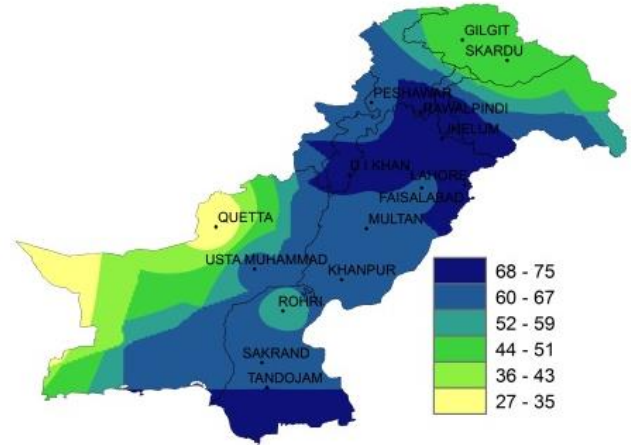 GILGIT
SKARDU
PESHAWAR
RAWALPINDI
JHELUM
D I KHAN
LAHORE
FAISALABAD
QUETTA
MULTAN
USTA MUHAMMAD
KHANPUR
ROHRI
SAKRAND
TANDOJAM
68 - 75
60 - 67
52 - 59
44 - 51
36 - 43
27 - 35